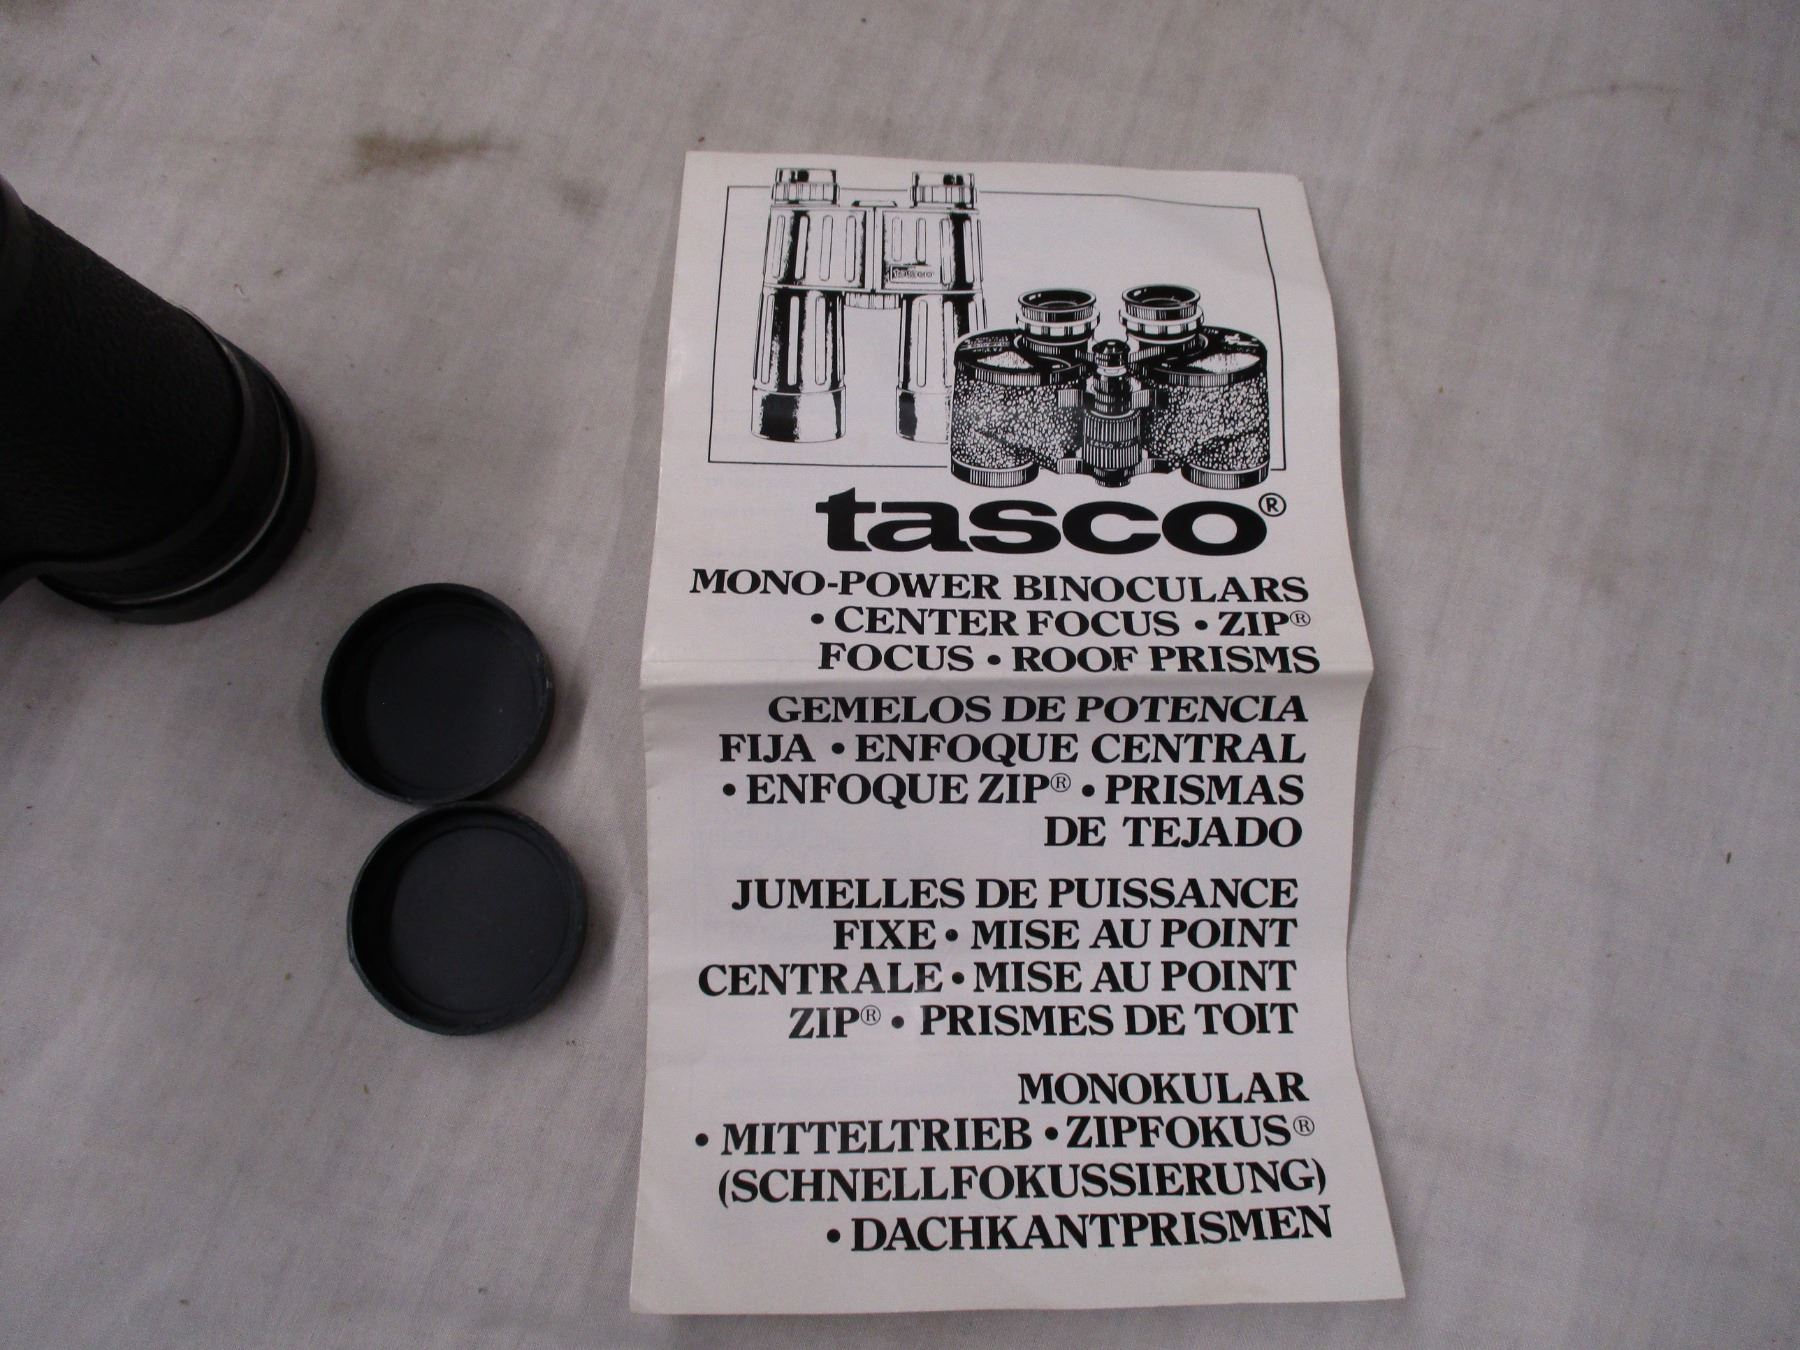 tasco
tasco®
MONO-POWER BINOCULARS
• CENTER FOCUS • ZIP®
FOCUS • ROOF PRISMS
GEMELOS DE POTENCIA
FIJA • ENFOQUE CENTRAL
• ENFOQUE ZIP® • PRISMAS
DE TEJADO
JUMELLES DE PUISSANCE
FIXE • MISE AU POINT
CENTRALE • MISE AU POINT
ZIP® • PRISMES DE TOIT
MONOKULAR
• MITTELTRIEB • ZIPFOKUS®
(SCHNELLFOKUSSIERUNG)
• DACHKANTPRISMEN